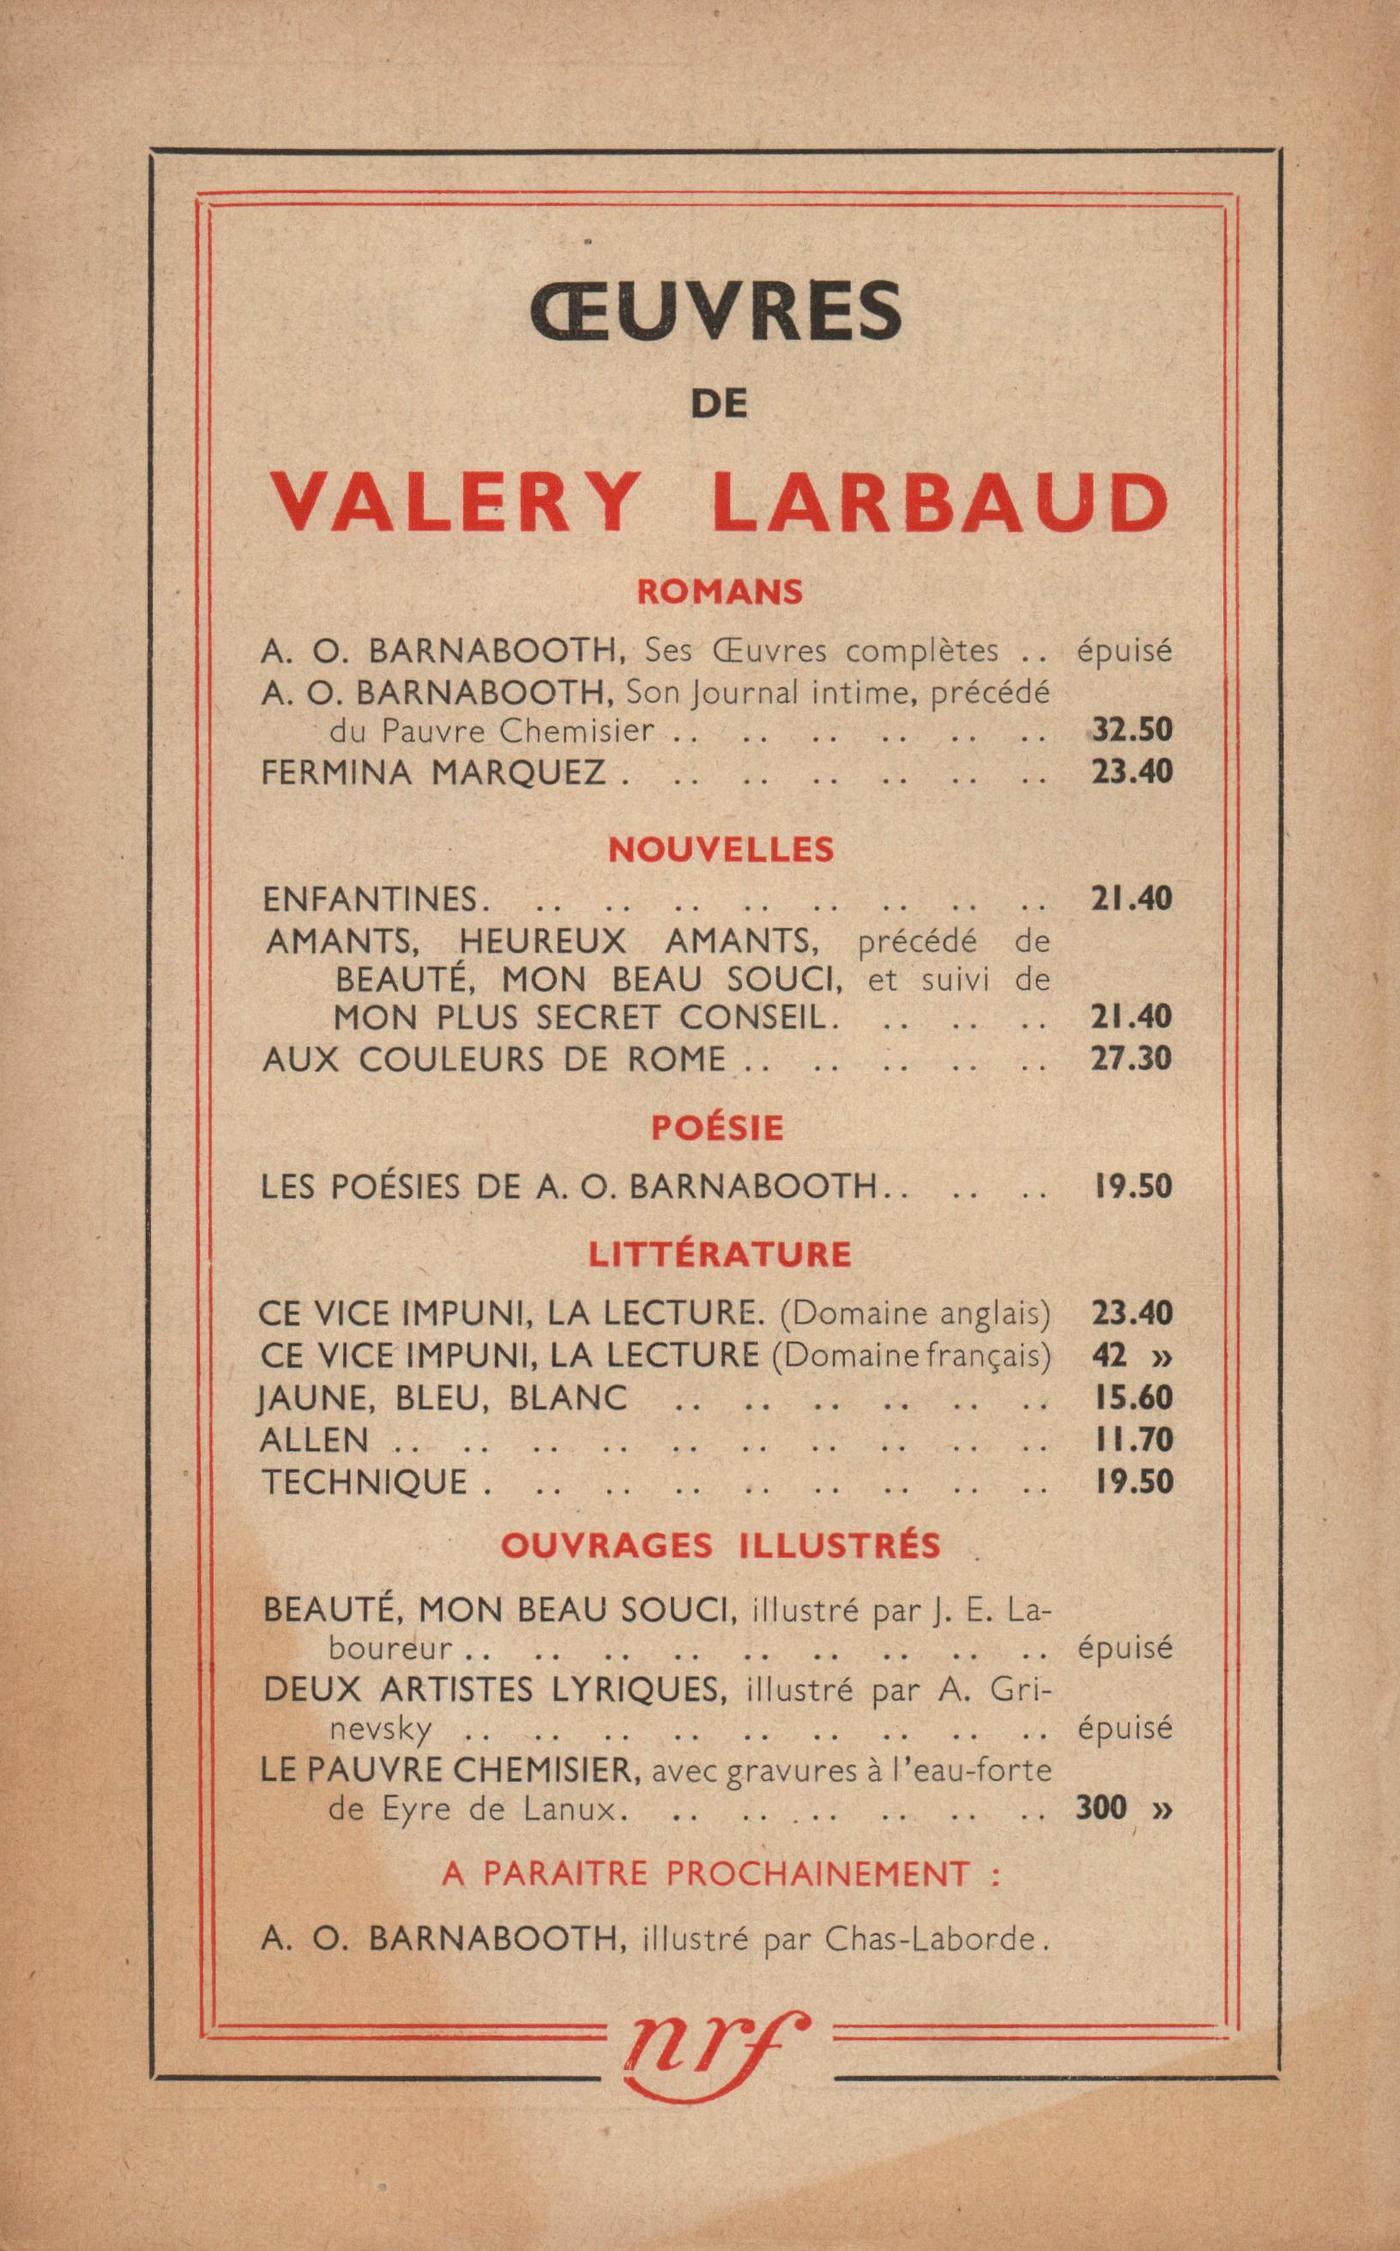 ŒUVRES
DE
VALERY LARBAUD
ROMANS
A. O. BARNABOOTH, Ses Œuvres complètes .. épuisé
A. O. BARNABOOTH, Son Journal intime, précédé
du Pauvre Chemisier .. .. .. .. .. .. 32.50
FERMINA MARQUEZ . .. .. .. .. .. .. 23.40
NOUVELLES
ENFANTINES. .. .. .. .. .. .. .. .. 21.40
AMANTS, HEUREUX AMANTS, précédé de
BEAUTÉ, MON BEAU SOUCI, et suivi de
MON PLUS SECRET CONSEIL. .. .. .. 21.40
AUX COULEURS DE ROME .. .. .. .. .. 27.30
POÉSIE
LES POÉSIES DE A. O. BARNABOOTH.. .. .. 19.50
LITTÉRATURE
CE VICE IMPUNI, LA LECTURE. (Domaine anglais) 23.40
CE VICE IMPUNI, LA LECTURE (Domaine français) 42 »
JAUNE, BLEU, BLANC .. .. .. .. .. .. 15.60
ALLEN .. .. .. .. .. .. .. .. .. .. 11.70
TECHNIQUE . .. .. .. .. .. .. .. .. 19.50
OUVRAGES ILLUSTRÉS
BEAUTÉ, MON BEAU SOUCI, illustré par J. E. La-
boureur .. .. .. .. .. .. .. .. .. épuisé
DEUX ARTISTES LYRIQUES, illustré par A. Gri-
nevsky .. .. .. .. .. .. .. .. .. épuisé
LE PAUVRE CHEMISIER, avec gravures à l'eau-forte
de Eyre de Lanux. .. .. .. .. .. .. 300 »
A PARAITRE PROCHAINEMENT :
A. O. BARNABOOTH, illustré par Chas-Laborde.
nrf